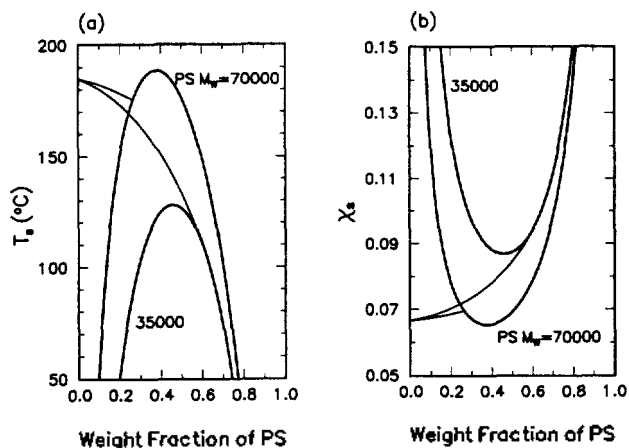 (a)
200
PS Mw=70000
150
Ts (°C)
100
35000
50
0.0 0.2 0.4 0.6 0.8 1.0
Weight Fraction of PS
(b)
0.15
35000
0.13
0.11
χs
0.09
0.07
PS Mw=70000
0.05
0.0 0.2 0.4 0.6 0.8 1.0
Weight Fraction of PS